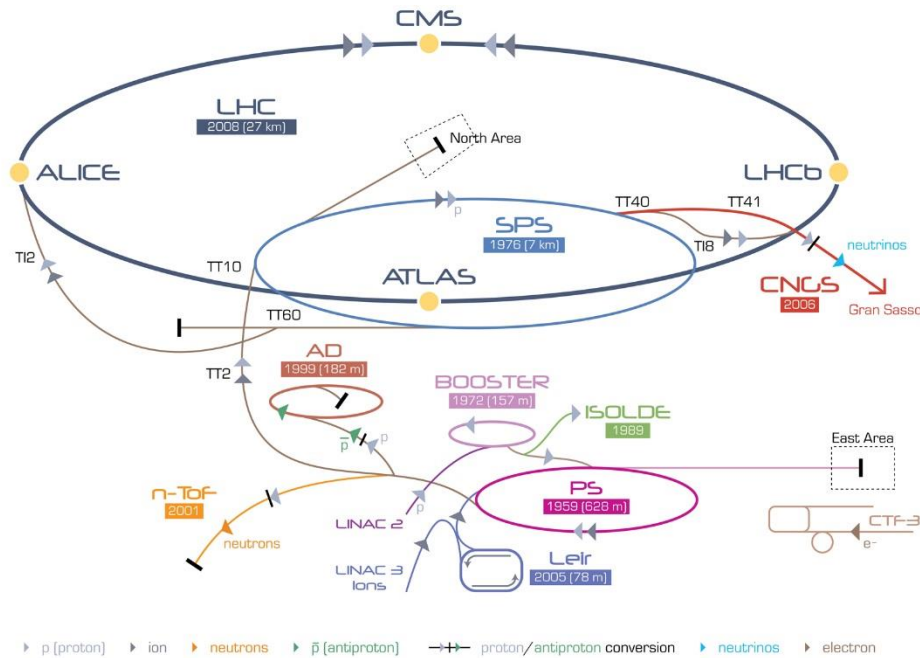 CMS
LHC
2008 (27 km)
North Area
ALICE
LHCb
TT40
TT41
p
SPS
1976 (7 km)
TI8
neutrinos
TI2
TT10
ATLAS
CNGS
2006
Gran Sasso
TT60
AD
1999 (182 m)
TT2
BOOSTER
1972 (157 m)
ISOLDE
1989
p̅
p
East Area
n-ToF
2001
p
PS
1959 (628 m)
LINAC 2
neutrons
CTF-3
e-
LINAC 3
Ions
Leir
2005 (78 m)
p (proton)
ion
neutrons
p̅ (antiproton)
proton/antiproton conversion
neutrinos
electron